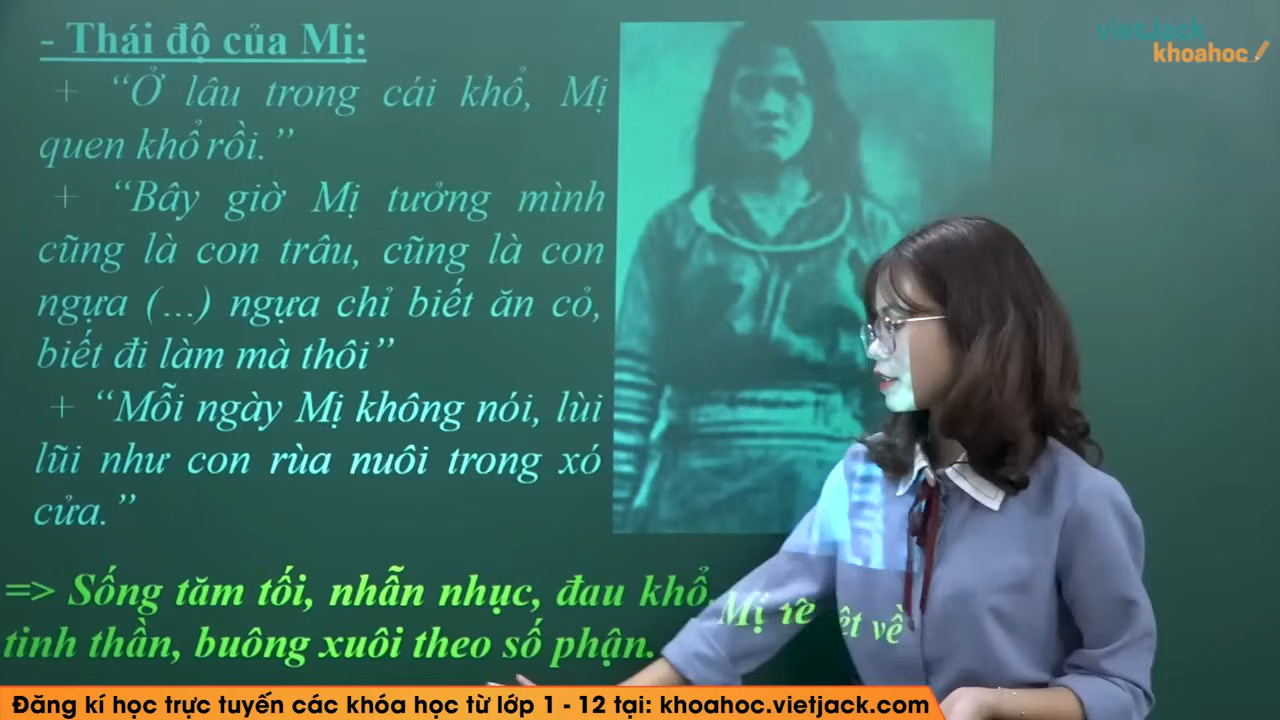 - Thái độ của Mị:
+ “Ở lâu trong cái khổ, Mị
quen khổ rồi.”
+ “Bây giờ Mị tưởng mình
cũng là con trâu, cũng là con
ngựa (...) ngựa chỉ biết ăn cỏ,
biết đi làm mà thôi”
+ “Mỗi ngày Mị không nói, lùi
lũi như con rùa nuôi trong xó
cửa.”
=> Sống tăm tối, nhẫn nhục, đau khổ. Mị tê về
tinh thần, buông xuôi theo số phận.
vietJack
khoahoc
Đăng kí học trực tuyến các khóa học từ lớp 1 - 12 tại: khoahoc.vietjack.com